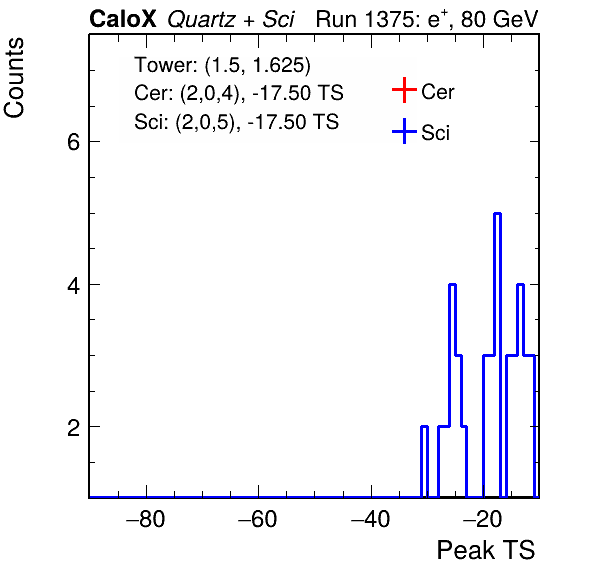 CaloX Quartz + Sci Run 1375: e+, 80 GeV
Counts
Tower: (1.5, 1.625)
Cer: (2,0,4), -17.50 TS
Sci: (2,0,5), -17.50 TS
Cer
Sci
6
4
2
−80 −60 −40 −20
Peak TS